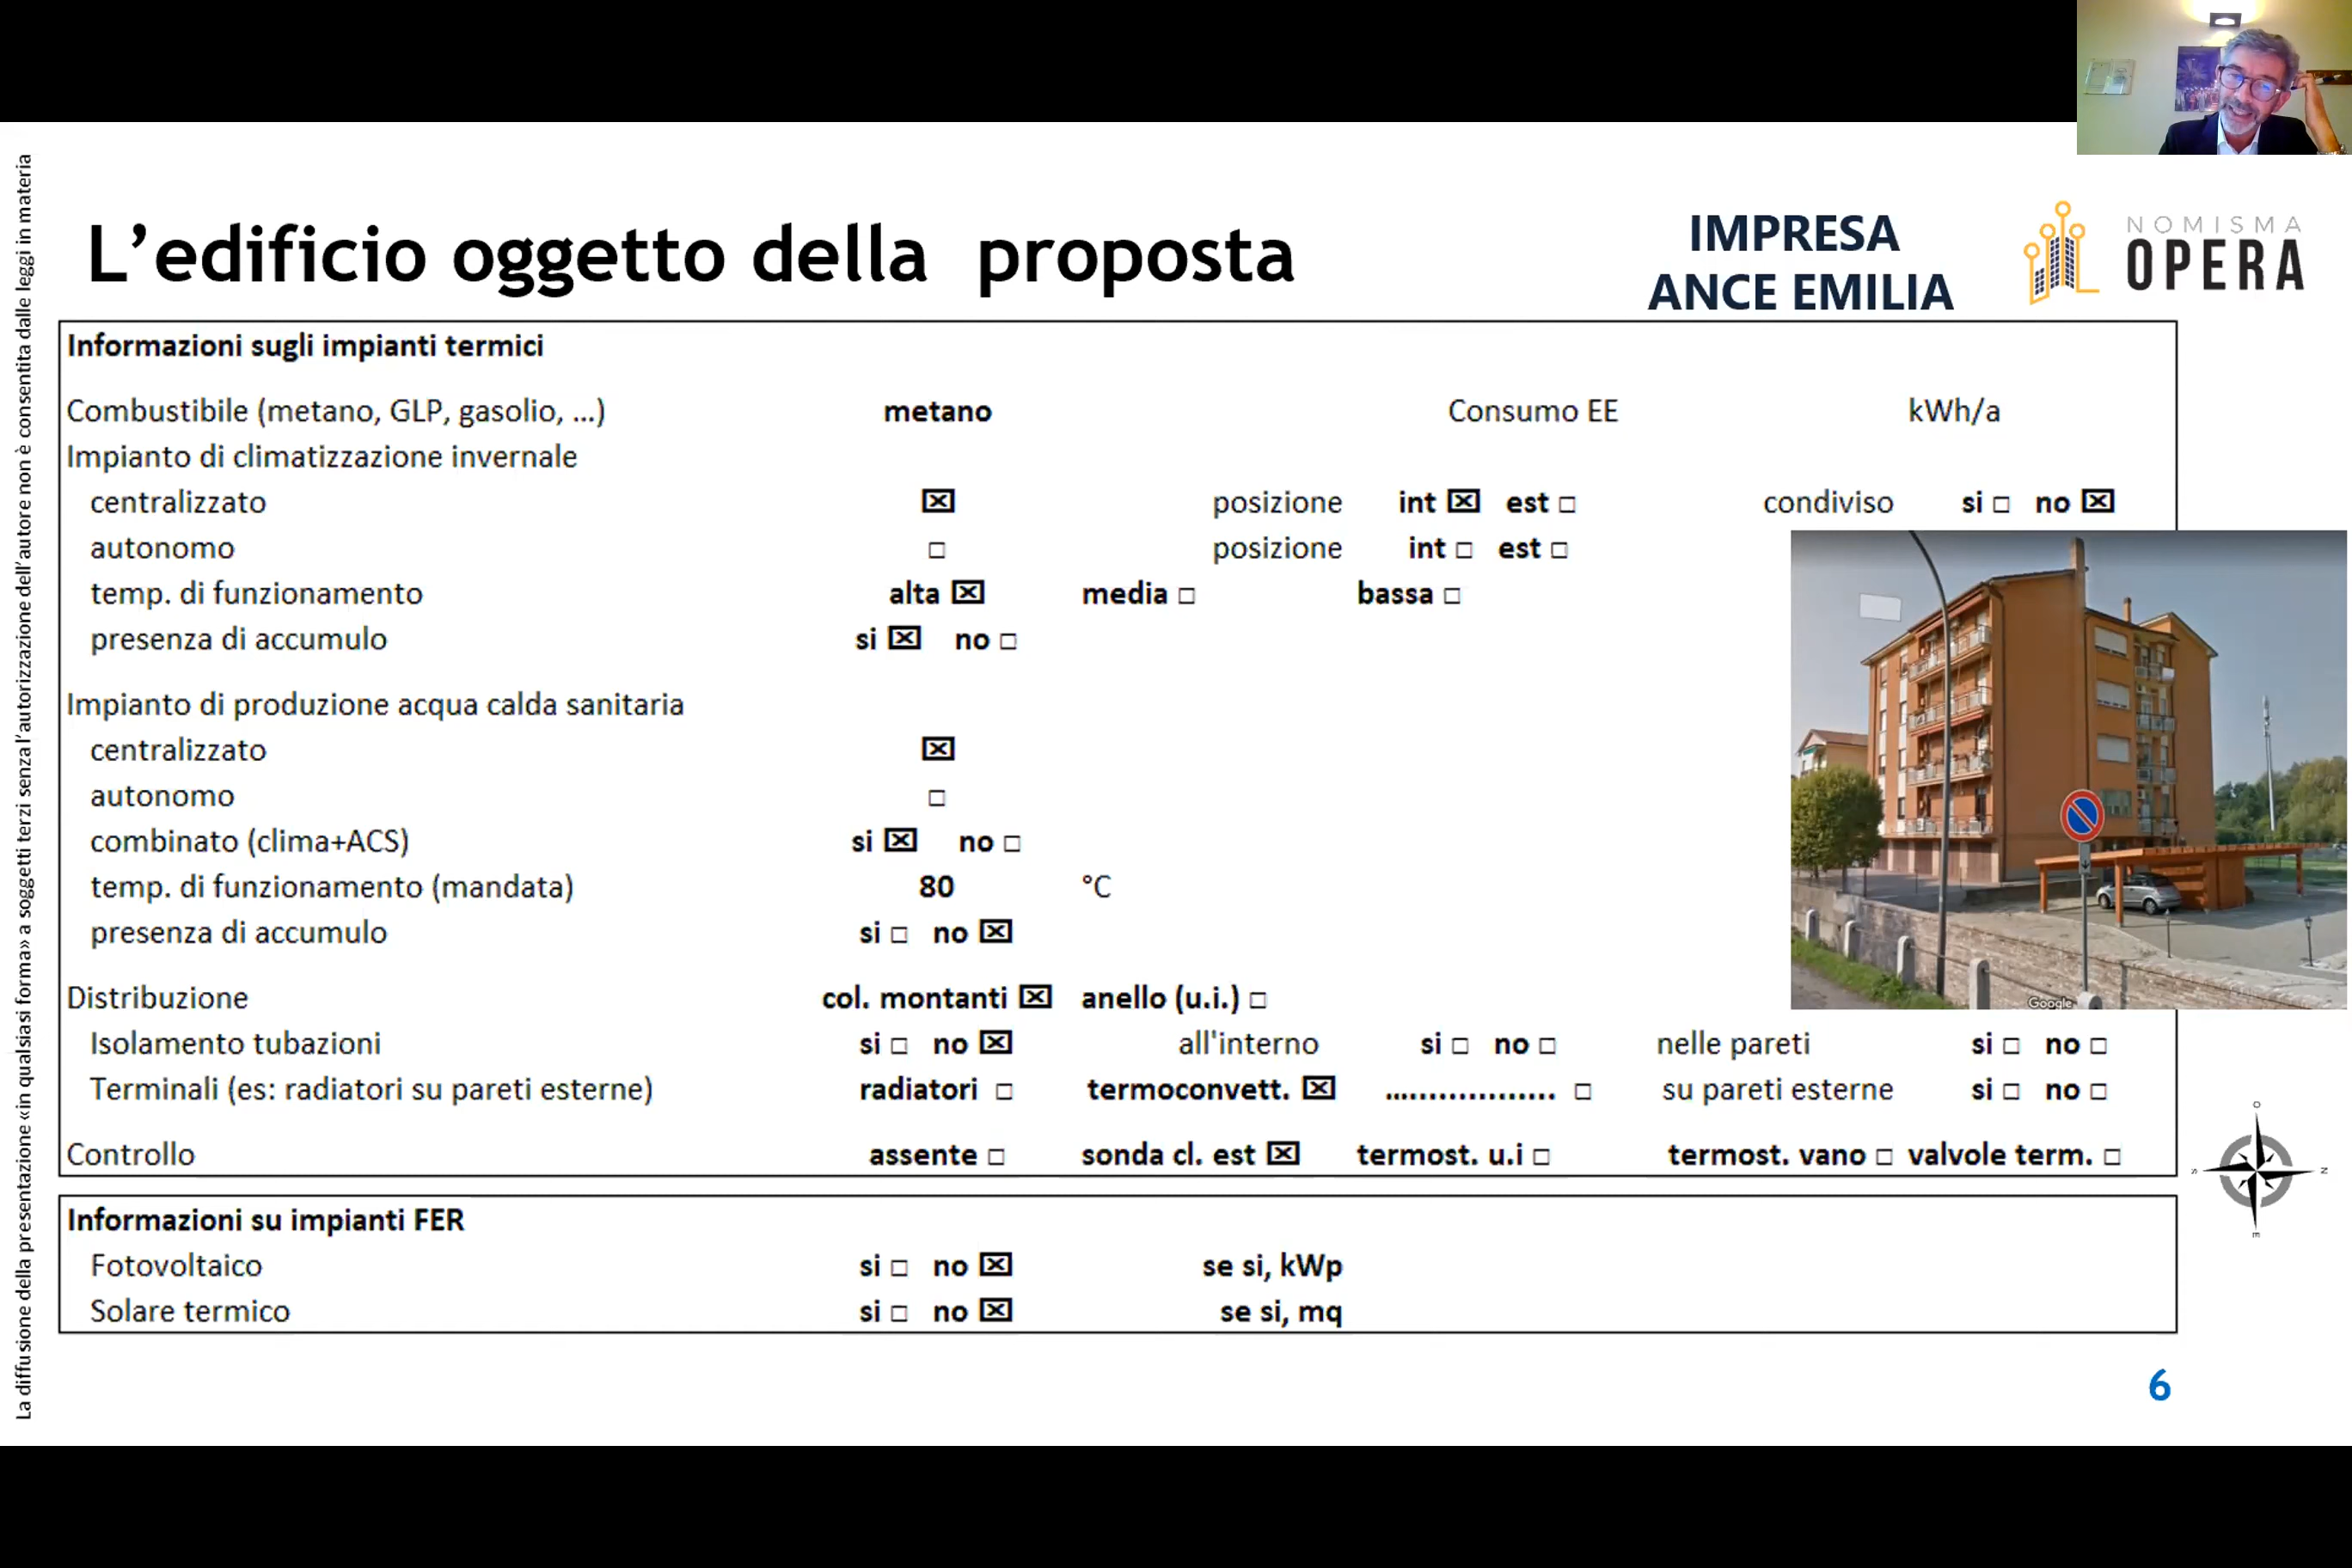 La diffusione della presentazione «in qualsiasi forma» a soggetti terzi senza l'autorizzazione dell'autore non è consentita dalle leggi in materia
L'edificio oggetto della proposta
IMPRESA
ANCE EMILIA
NOMISMA
OPERA
Informazioni sugli impianti termici
Combustibile (metano, GLP, gasolio, ...) metano Consumo EE kWh/a
Impianto di climatizzazione invernale
centralizzato ☒ posizione int ☒ est □ condiviso si □ no ☒
autonomo □ posizione int □ est □
temp. di funzionamento alta ☒ media □ bassa □
presenza di accumulo si ☒ no □
Impianto di produzione acqua calda sanitaria
centralizzato ☒
autonomo □
combinato (clima+ACS) si ☒ no □
temp. di funzionamento (mandata) 80 °C
presenza di accumulo si □ no ☒
Distribuzione col. montanti ☒ anello (u.i.) □
Isolamento tubazioni si □ no ☒ all'interno si □ no □ nelle pareti si □ no □
Terminali (es: radiatori su pareti esterne) radiatori □ termoconvett. ☒ ................ □ su pareti esterne si □ no □
Controllo assente □ sonda cl. est ☒ termost. u.i □ termost. vano □ valvole term. □
Google
O
S N
E
Informazioni su impianti FER
Fotovoltaico si □ no ☒ se si, kWp
Solare termico si □ no ☒ se si, mq
6